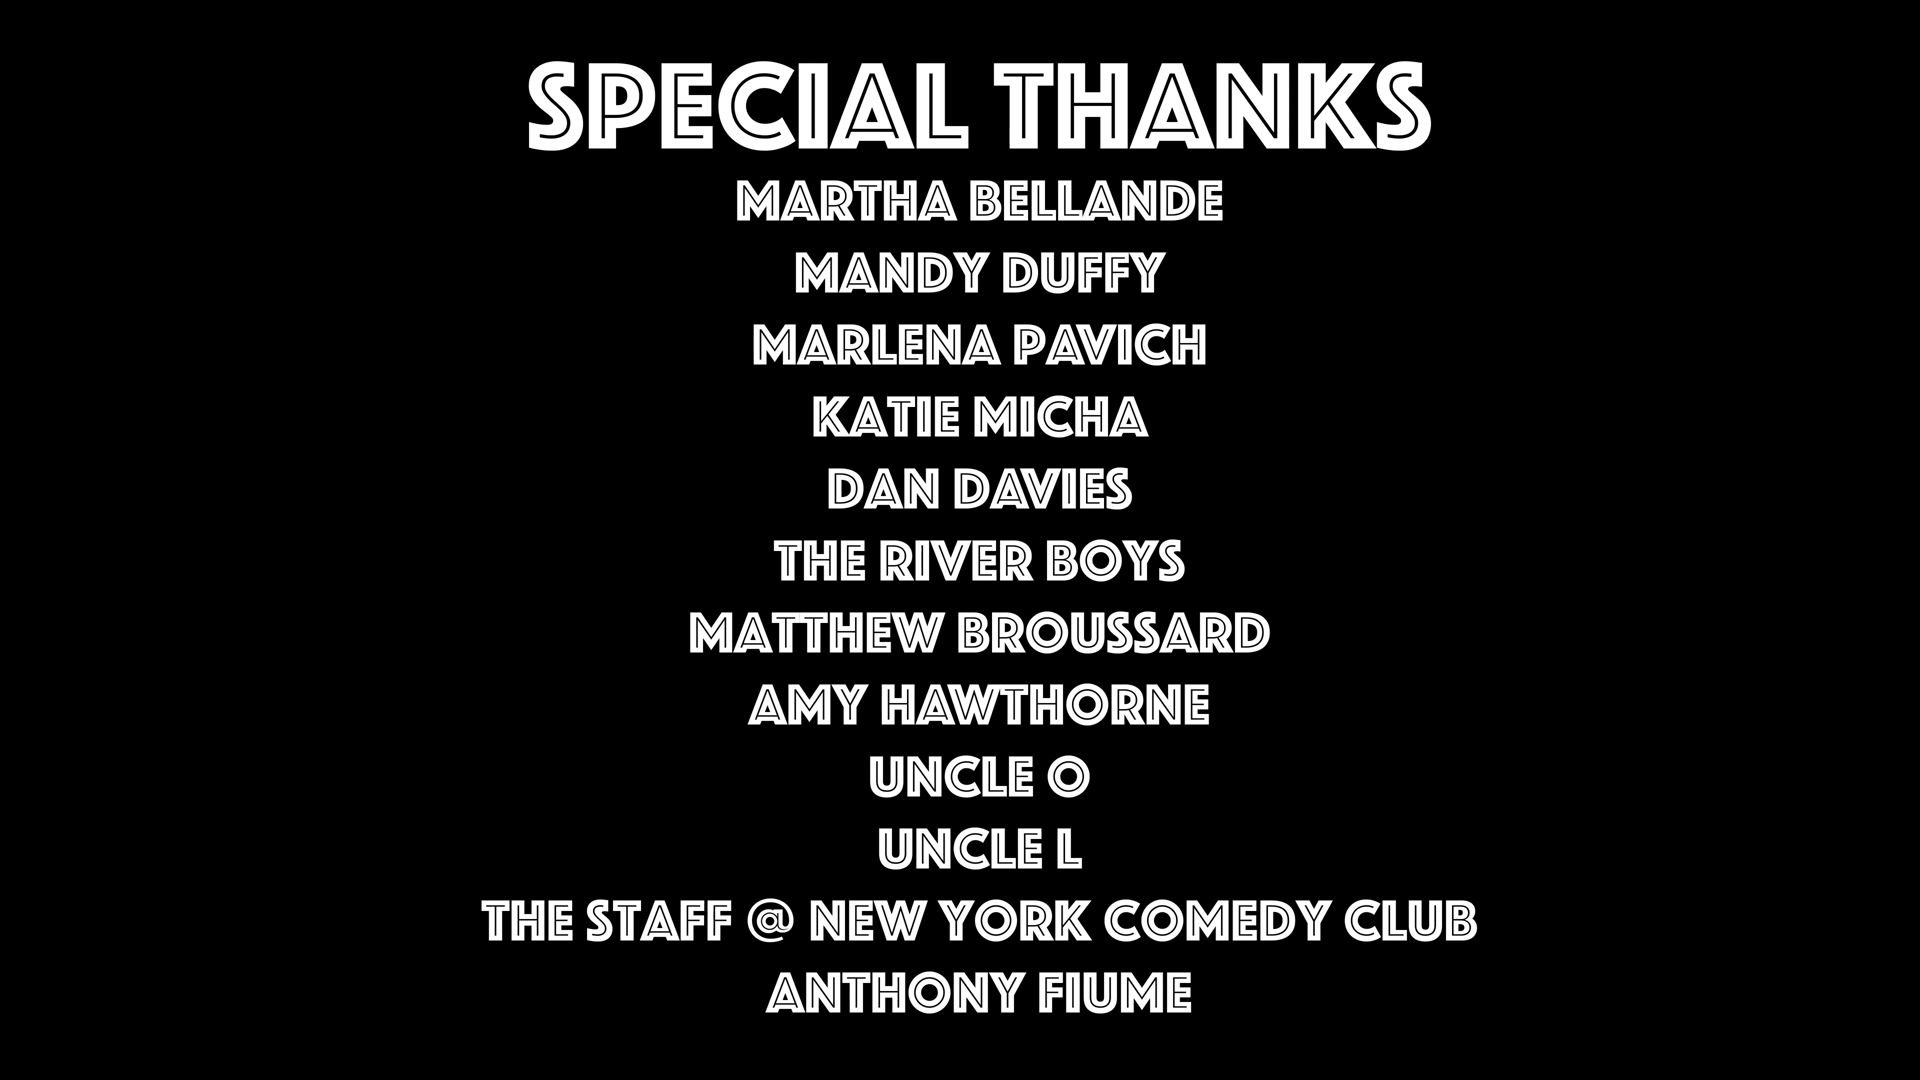 SPECIAL THANKS
MARTHA BELLANDE
MANDY DUFFY
MARLENA PAVICH
KATIE MICHA
DAN DAVIES
THE RIVER BOYS
MATTHEW BROUSSARD
AMY HAWTHORNE
UNCLE O
UNCLE L
THE STAFF @ NEW YORK COMEDY CLUB
ANTHONY FIUME